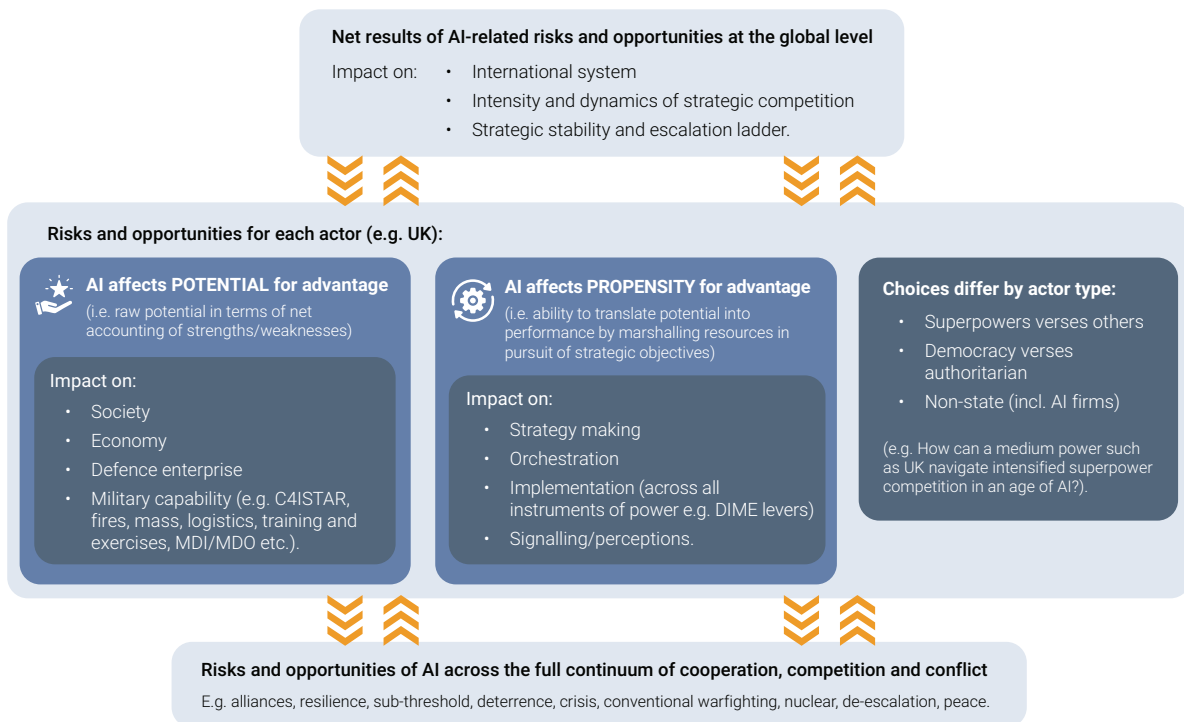 Net results of AI-related risks and opportunities at the global level
Impact on:
• International system
• Intensity and dynamics of strategic competition
• Strategic stability and escalation ladder.
Risks and opportunities for each actor (e.g. UK):
AI affects POTENTIAL for advantage
(i.e. raw potential in terms of net
accounting of strengths/weaknesses)
Impact on:
• Society
• Economy
• Defence enterprise
• Military capability (e.g. C4ISTAR,
fires, mass, logistics, training and
exercises, MDI/MDO etc.).
AI affects PROPENSITY for advantage
(i.e. ability to translate potential into
performance by marshalling resources in
pursuit of strategic objectives)
Impact on:
• Strategy making
• Orchestration
• Implementation (across all
instruments of power e.g. DIME levers)
• Signalling/perceptions.
Choices differ by actor type:
• Superpowers verses others
• Democracy verses
authoritarian
• Non-state (incl. AI firms)
(e.g. How can a medium power such
as UK navigate intensified superpower
competition in an age of AI?).
Risks and opportunities of AI across the full continuum of cooperation, competition and conflict
E.g. alliances, resilience, sub-threshold, deterrence, crisis, conventional warfighting, nuclear, de-escalation, peace.